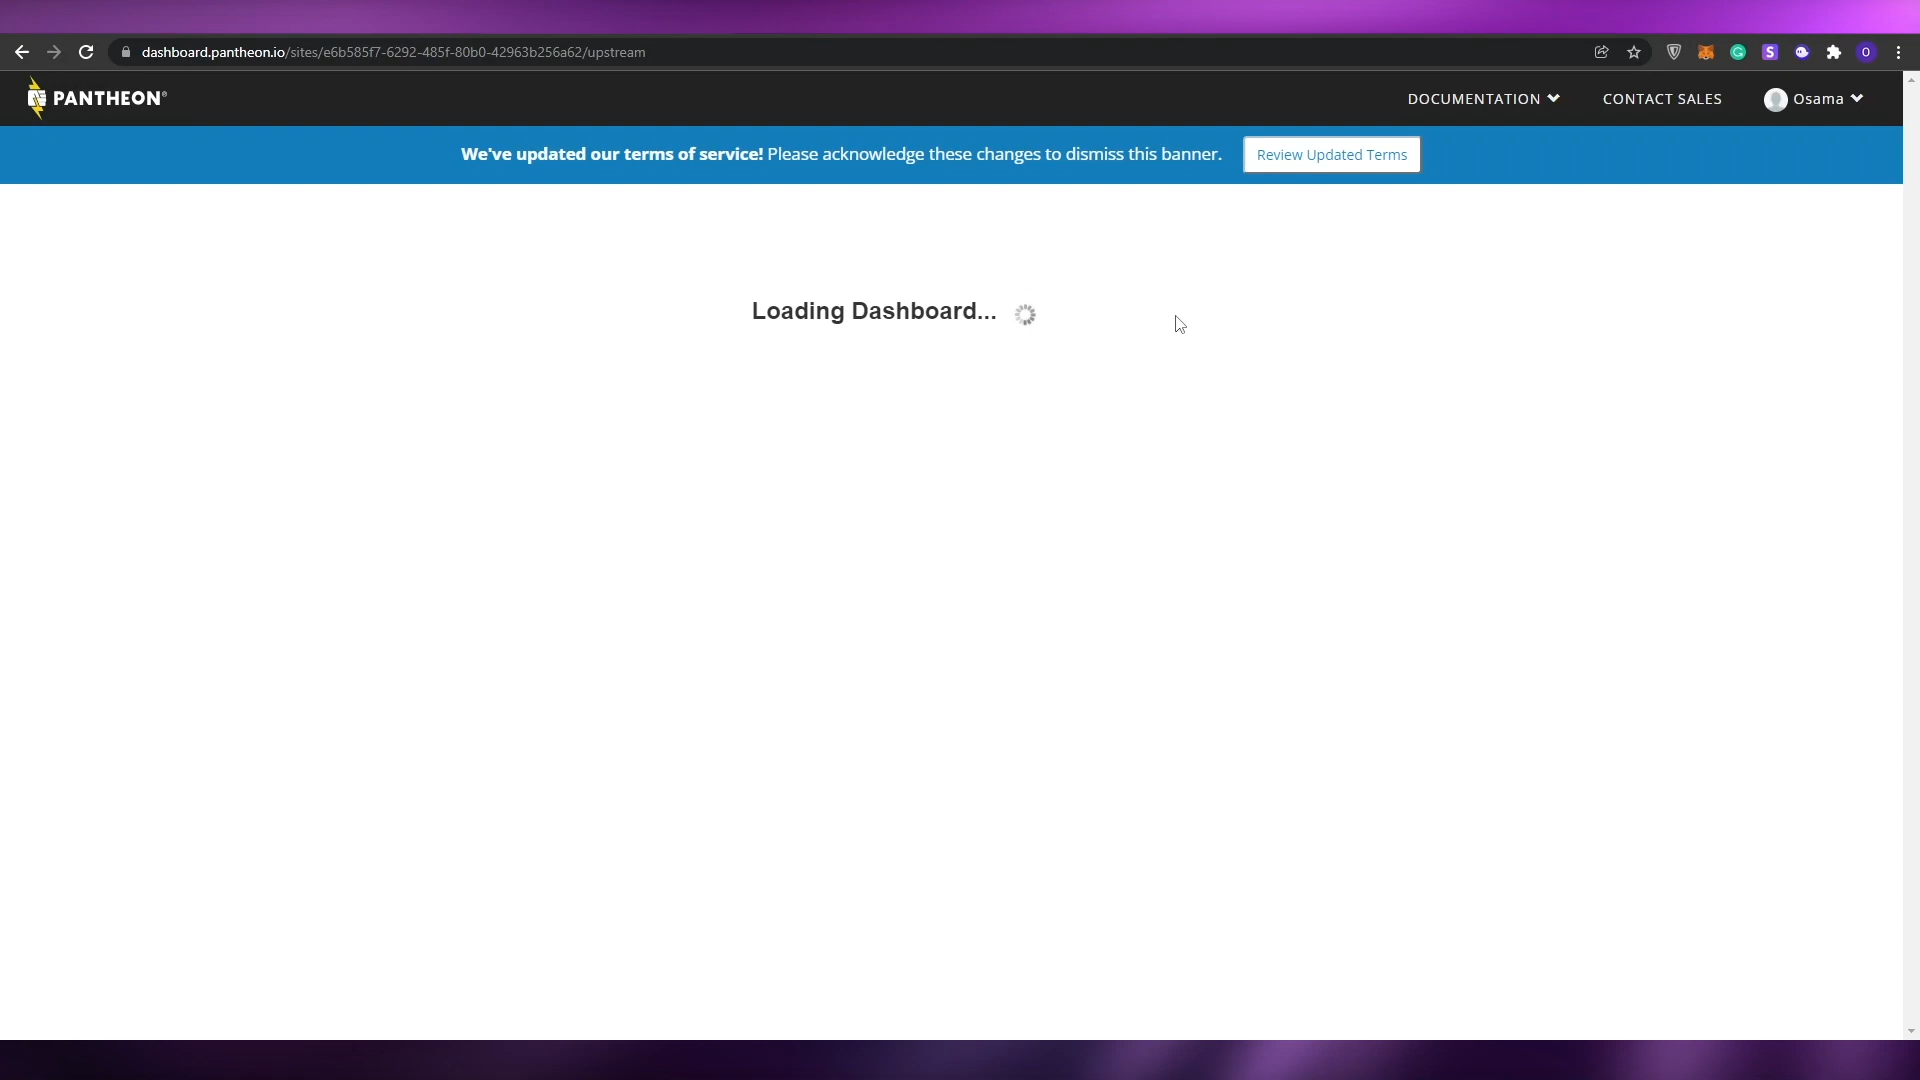 dashboard.pantheon.io/sites/e6b585f7-6292-485f-80b0-42963b256a62/upstream
G
S
O
PANTHEON®
DOCUMENTATION
CONTACT SALES
Osama
We've updated our terms of service! Please acknowledge these changes to dismiss this banner.
Review Updated Terms
Loading Dashboard...